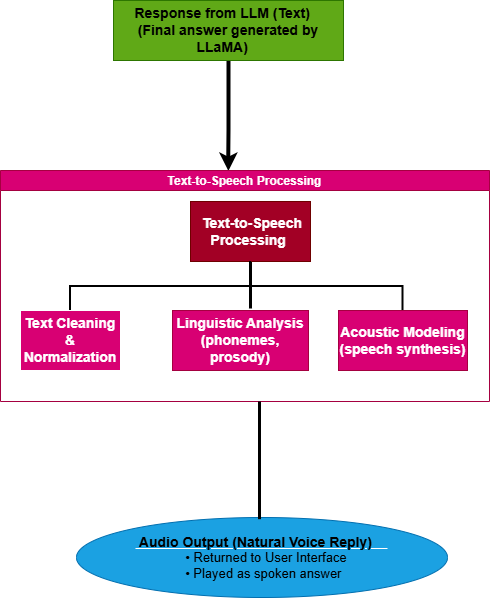 Response from LLM (Text)
(Final answer generated by
LLaMA)
Text-to-Speech Processing
Text-to-Speech
Processing
Text Cleaning
&
Normalization
Linguistic Analysis
(phonemes,
prosody)
Acoustic Modeling
(speech synthesis)
Audio Output (Natural Voice Reply)
• Returned to User Interface
• Played as spoken answer